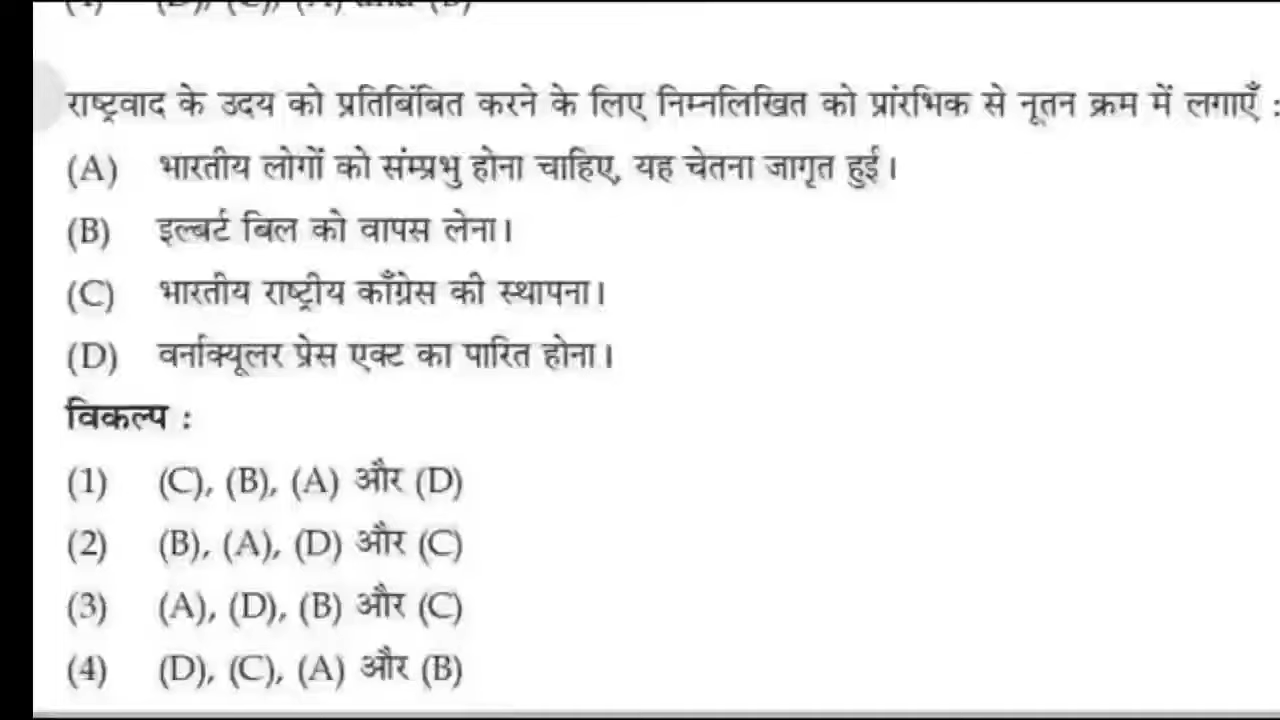 राष्ट्रवाद के उदय को प्रतिबिंबित करने के लिए निम्नलिखित को प्रांरभिक से नूतन क्रम में लगाएँ :
(A) भारतीय लोगों को संम्प्रभु होना चाहिए, यह चेतना जागृत हुई।
(B) इल्बर्ट बिल को वापस लेना।
(C) भारतीय राष्ट्रीय काँग्रेस की स्थापना।
(D) वर्नाक्यूलर प्रेस एक्ट का पारित होना।
विकल्प :
(1) (C), (B), (A) और (D)
(2) (B), (A), (D) और (C)
(3) (A), (D), (B) और (C)
(4) (D), (C), (A) और (B)